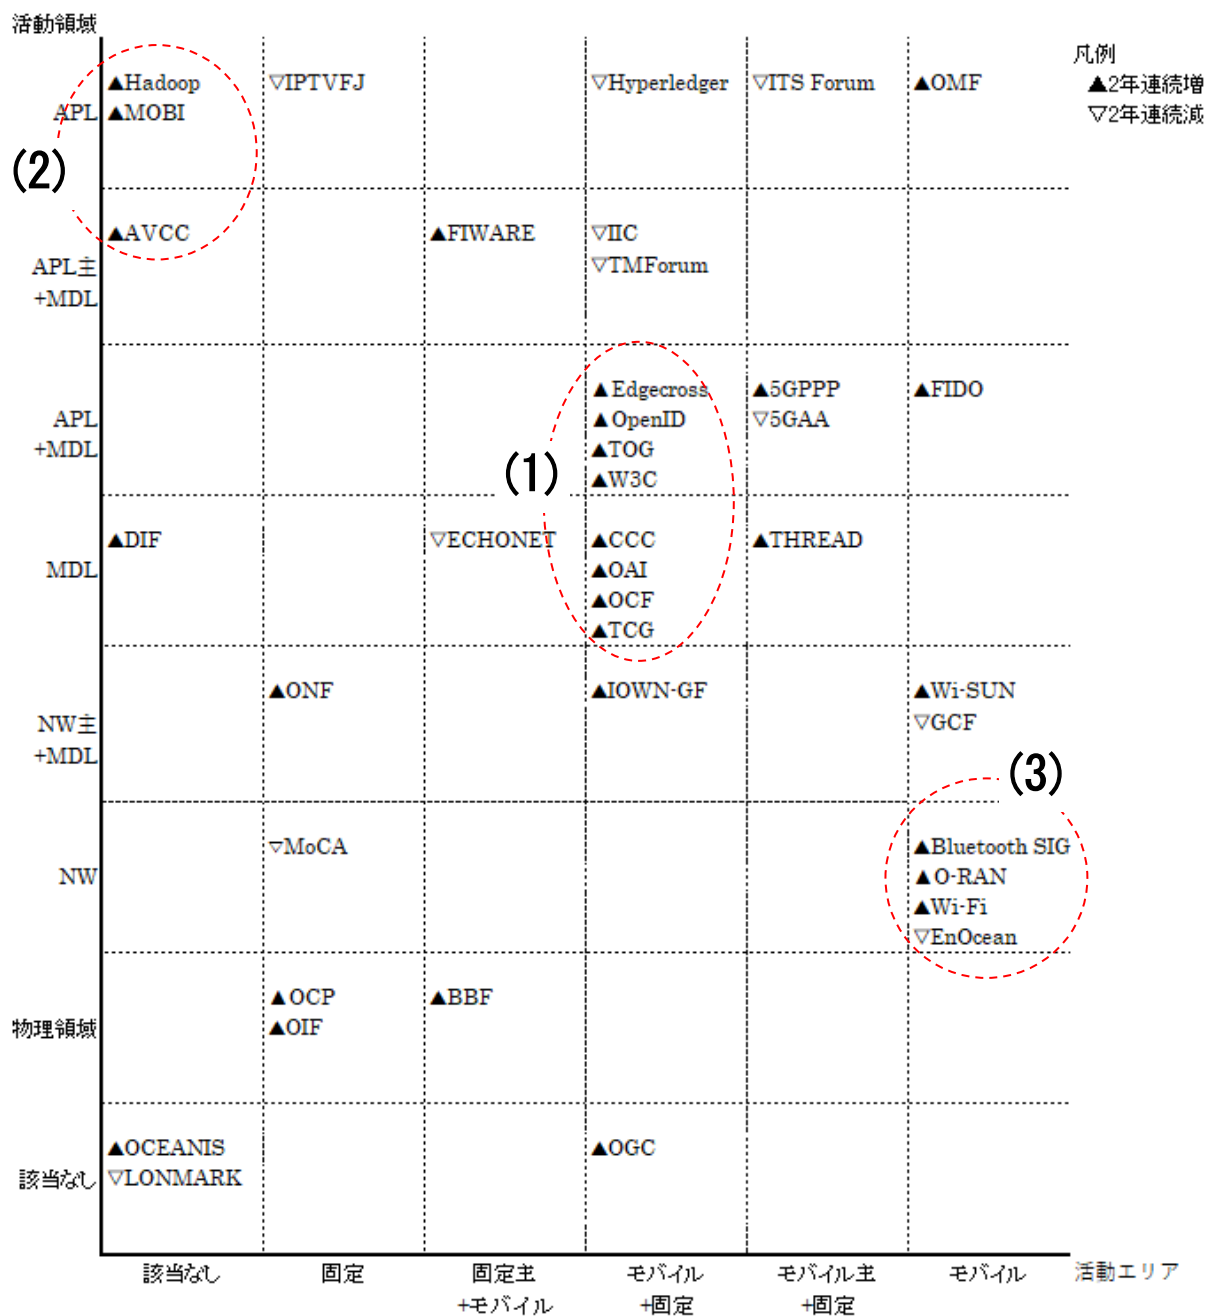 活動領域
凡例
▲2年連続増
▽2年連続減
APL
▲Hadoop
▲MOBI
▽IPTVFJ
▽Hyperledger
▽ITS Forum
▲OMF
(2)
APL主
+MDL
▲AVCC
▲FIWARE
▽IIC
▽TMForum
APL
+MDL
▲Edgecross
▲OpenID
▲TOG
▲W3C
▲5GPPP
▽5GAA
▲FIDO
(1)
MDL
▲DIF
▽ECHONET
▲CCC
▲OAI
▲OCF
▲TCG
▲THREAD
NW主
+MDL
▲ONF
▲IOWN-GF
▲Wi-SUN
▽GCF
(3)
NW
▽MoCA
▲Bluetooth SIG
▲O-RAN
▲Wi-Fi
▽EnOcean
物理領域
▲OCP
▲OIF
▲BBF
該当なし
▲OCEANIS
▽LONMARK
▲OGC
該当なし
固定
固定主
+モバイル
モバイル
+固定
モバイル主
+固定
モバイル
活動エリア